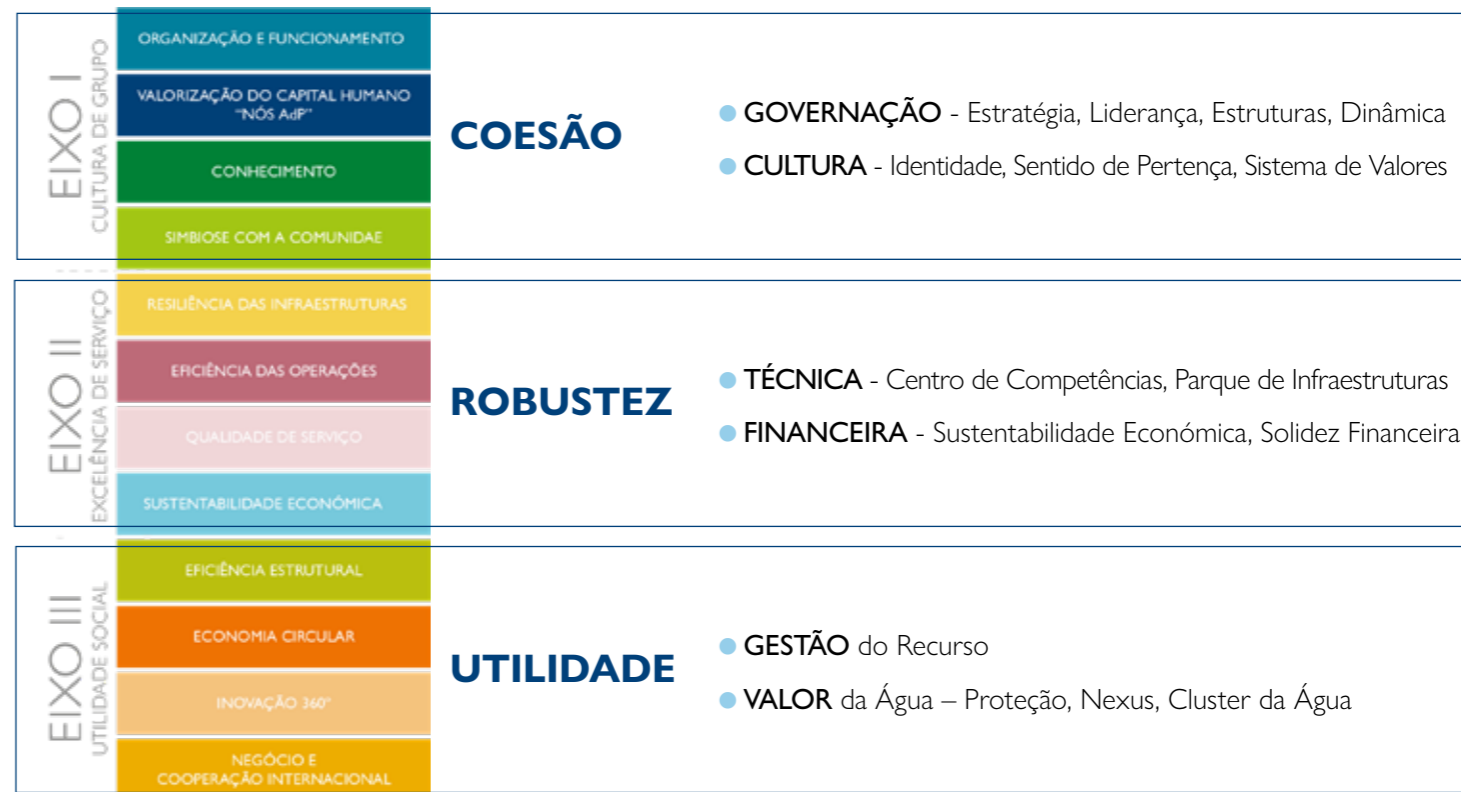 EIXO I
CULTURA DE GRUPO
ORGANIZAÇÃO E FUNCIONAMENTO
VALORIZAÇÃO DO CAPITAL HUMANO
"NÓS AdP"
CONHECIMENTO
SIMBIOSE COM A COMUNIDAE
COESÃO
GOVERNAÇÃO - Estratégia, Liderança, Estruturas, Dinâmica
CULTURA - Identidade, Sentido de Pertença, Sistema de Valores
EIXO II
EXCELÊNCIA DE SERVIÇO
RESILIÊNCIA DAS INFRAESTRUTURAS
EFICIÊNCIA DAS OPERAÇÕES
QUALIDADE DE SERVIÇO
SUSTENTABILIDADE ECONÓMICA
ROBUSTEZ
TÉCNICA - Centro de Competências, Parque de Infraestruturas
FINANCEIRA - Sustentabilidade Económica, Solidez Financeira
EIXO III
UTILIDADE SOCIAL
EFICIÊNCIA ESTRUTURAL
ECONOMIA CIRCULAR
INOVAÇÃO 360°
NEGÓCIO E
COOPERAÇÃO INTERNACIONAL
UTILIDADE
GESTÃO do Recurso
VALOR da Água – Proteção, Nexus, Cluster da Água